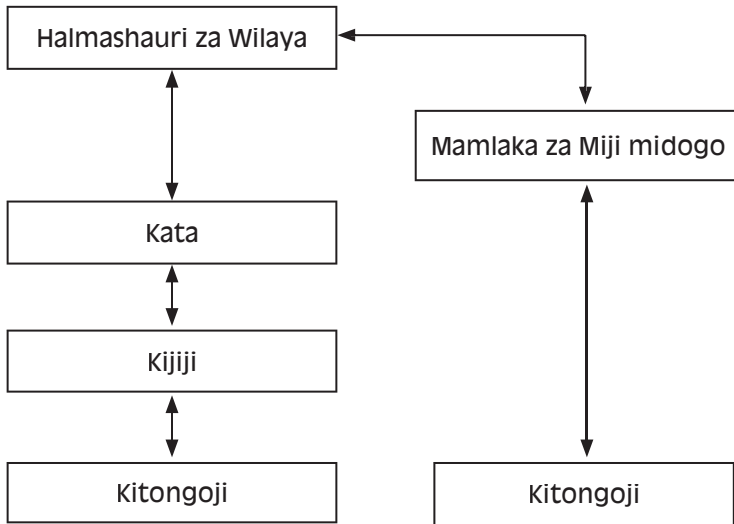 Halmashauri za Wilaya
Mamlaka za Miji midogo
Kata
Kijiji
Kitongoji
Kitongoji